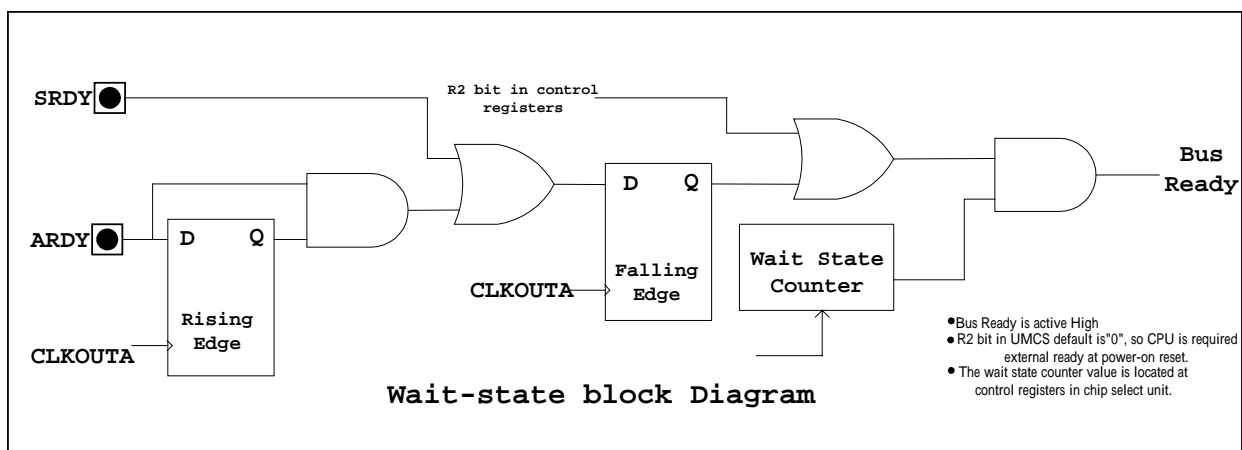 SRDY
R2 bit in control
registers
Bus
Ready
D Q
ARDY
D Q
Wait State
Counter
Falling
Edge
CLKOUTA
Rising
Edge
CLKOUTA
●Bus Ready is active High
●R2 bit in UMCS default is"0", so CPU is required
external ready at power-on reset.
●The wait state counter value is located at
control registers in chip select unit.
Wait-state block Diagram